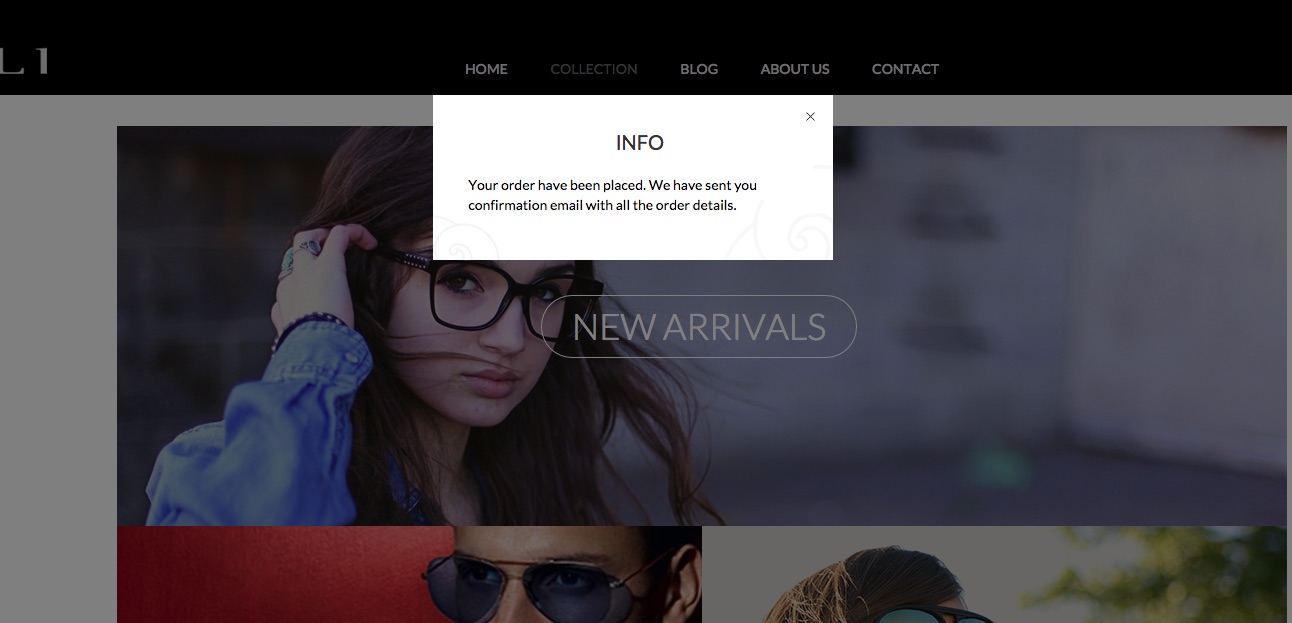 HOME COLLECTION BLOG ABOUT US CONTACT
INFO
Your order have been placed. We have sent you
confirmation email with all the order details.
NEW ARRIVALS